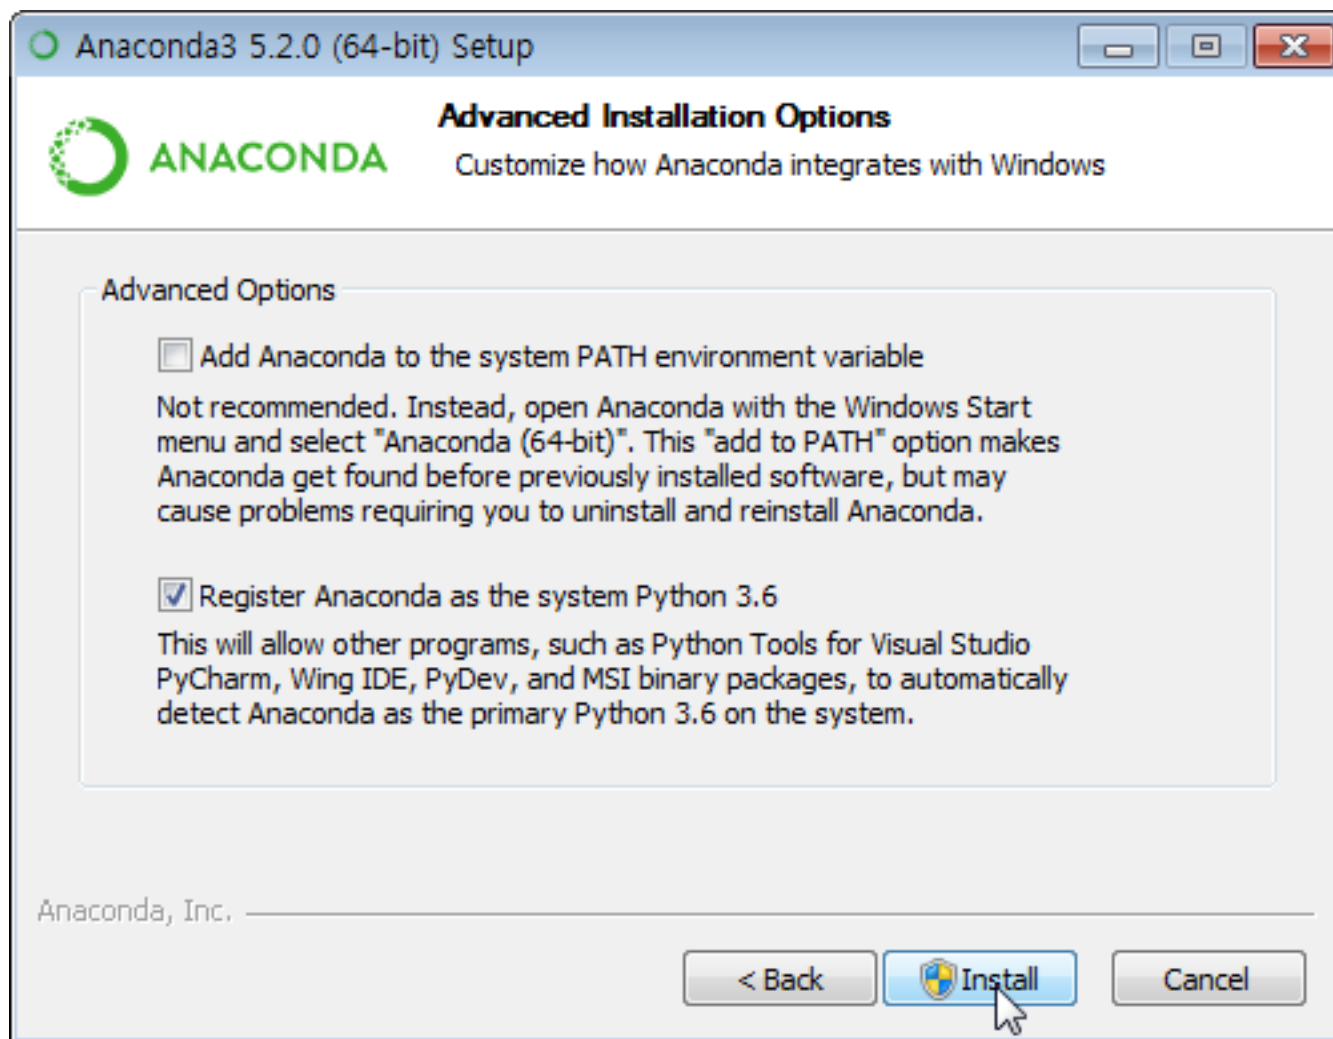 Anaconda3 5.2.0 (64-bit) Setup
ANACONDA
Advanced Installation Options
Customize how Anaconda integrates with Windows
Advanced Options
Add Anaconda to the system PATH environment variable
Not recommended. Instead, open Anaconda with the Windows Start
menu and select "Anaconda (64-bit)". This "add to PATH" option makes
Anaconda get found before previously installed software, but may
cause problems requiring you to uninstall and reinstall Anaconda.
Register Anaconda as the system Python 3.6
This will allow other programs, such as Python Tools for Visual Studio
PyCharm, Wing IDE, PyDev, and MSI binary packages, to automatically
detect Anaconda as the primary Python 3.6 on the system.
Anaconda, Inc.
< Back
Install
Cancel